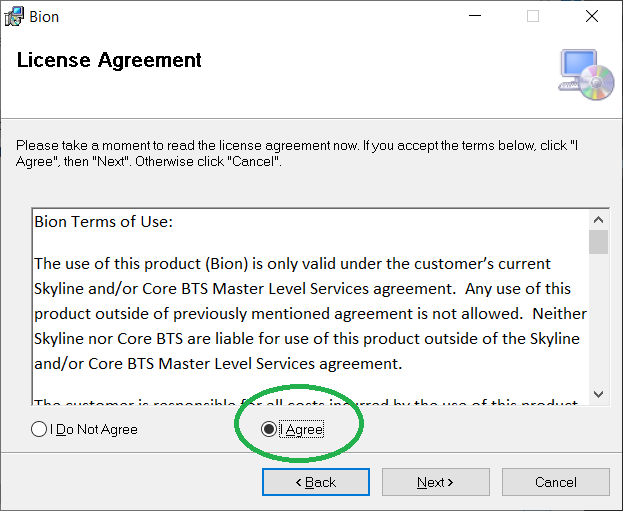 Bion
License Agreement
Please take a moment to read the license agreement now. If you accept the terms below, click "I
Agree", then "Next". Otherwise click "Cancel".
Bion Terms of Use:
The use of this product (Bion) is only valid under the customer’s current
Skyline and/or Core BTS Master Level Services agreement.  Any use of this
product outside of previously mentioned agreement is not allowed.  Neither
Skyline nor Core BTS are liable for use of this product outside of the Skyline
and/or Core BTS Master Level Services agreement.
The customer is responsible for all costs incurred by the use of this product
I Do Not Agree
I Agree
< Back
Next >
Cancel